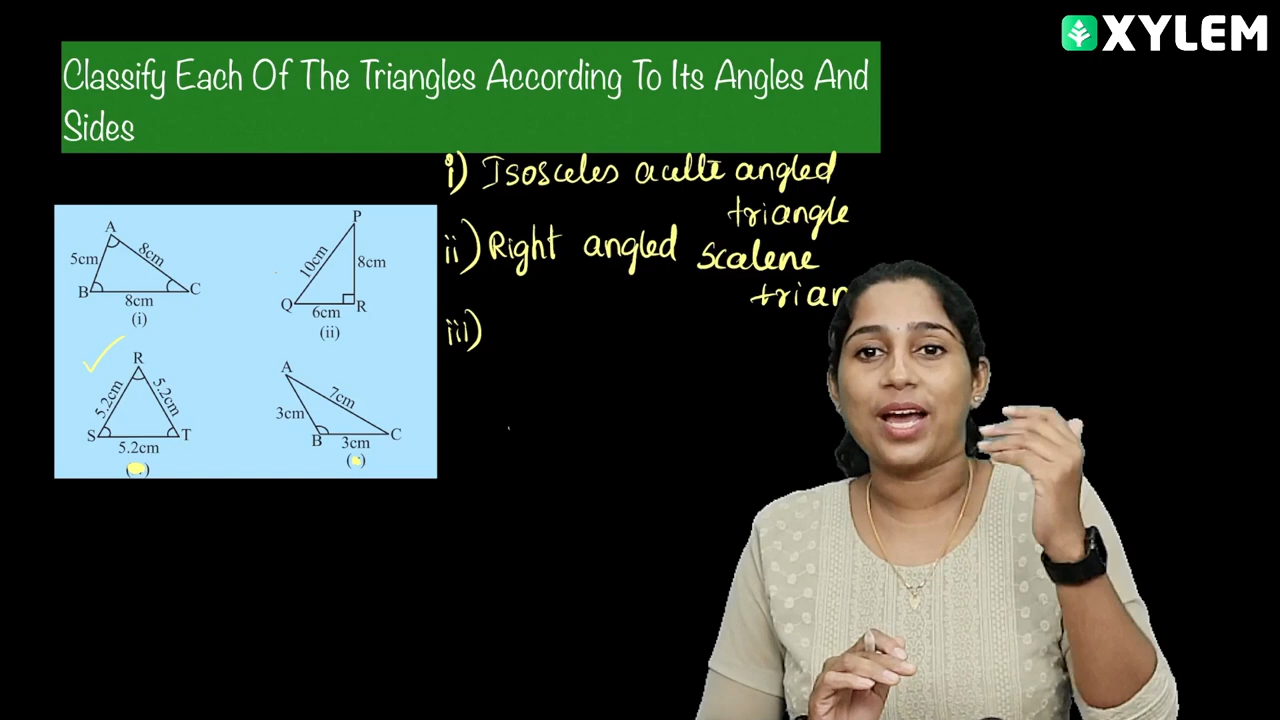 XYLEM
Classify Each Of The Triangles According To Its Angles And
Sides
i) Isosceles acute angled
triangle
ii) Right angled scalene
trian
iii)
A
5cm
8cm
B
8cm
C
(i)
P
10cm
8cm
Q
6cm
R
(ii)
R
5.2cm
5.2cm
S
T
5.2cm
A
7cm
3cm
B
3cm
C